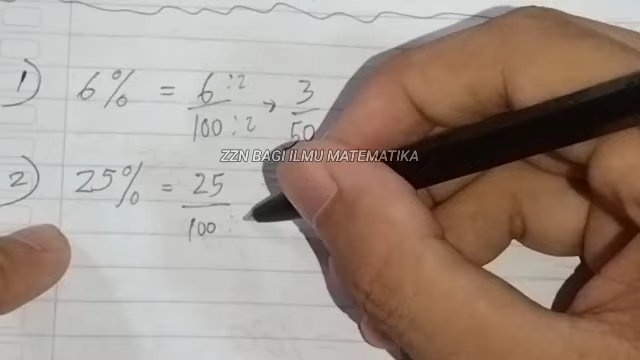 1) 6% = 6 :2 / 100 :2 → 3 / 50
ZZN BAGI ILMU MATEMATIKA
2) 25% = 25 / 100 :